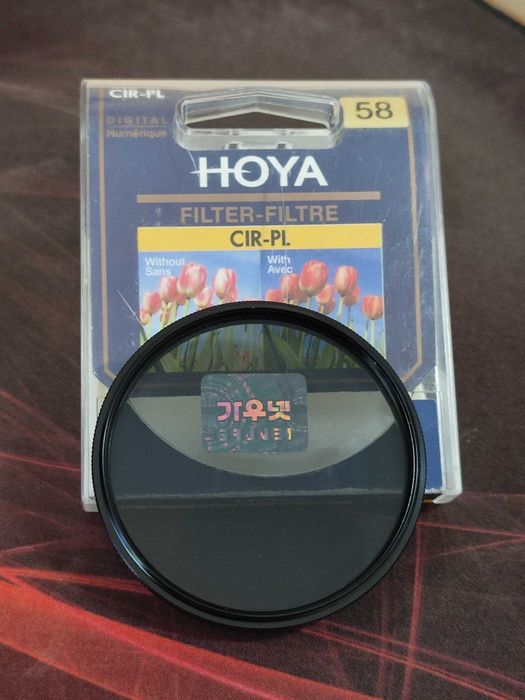 CIR-PL
DIGITAL
Numérique
58
HOYA
FILTER-FILTRE
CIR-PL
Without
Sans
With
Avec
가우넷